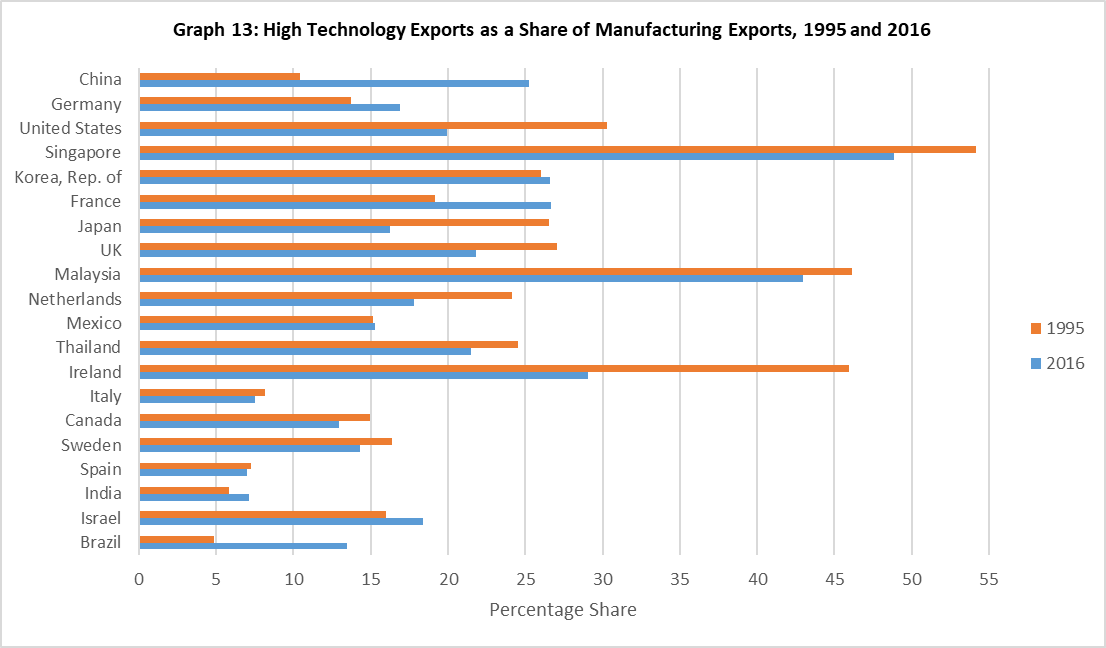 Graph 13: High Technology Exports as a Share of Manufacturing Exports, 1995 and 2016
China
Germany
United States
Singapore
Korea, Rep. of
France
Japan
UK
Malaysia
Netherlands
Mexico
Thailand
Ireland
Italy
Canada
Sweden
Spain
India
Israel
Brazil
1995
2016
0 5 10 15 20 25 30 35 40 45 50 55
Percentage Share